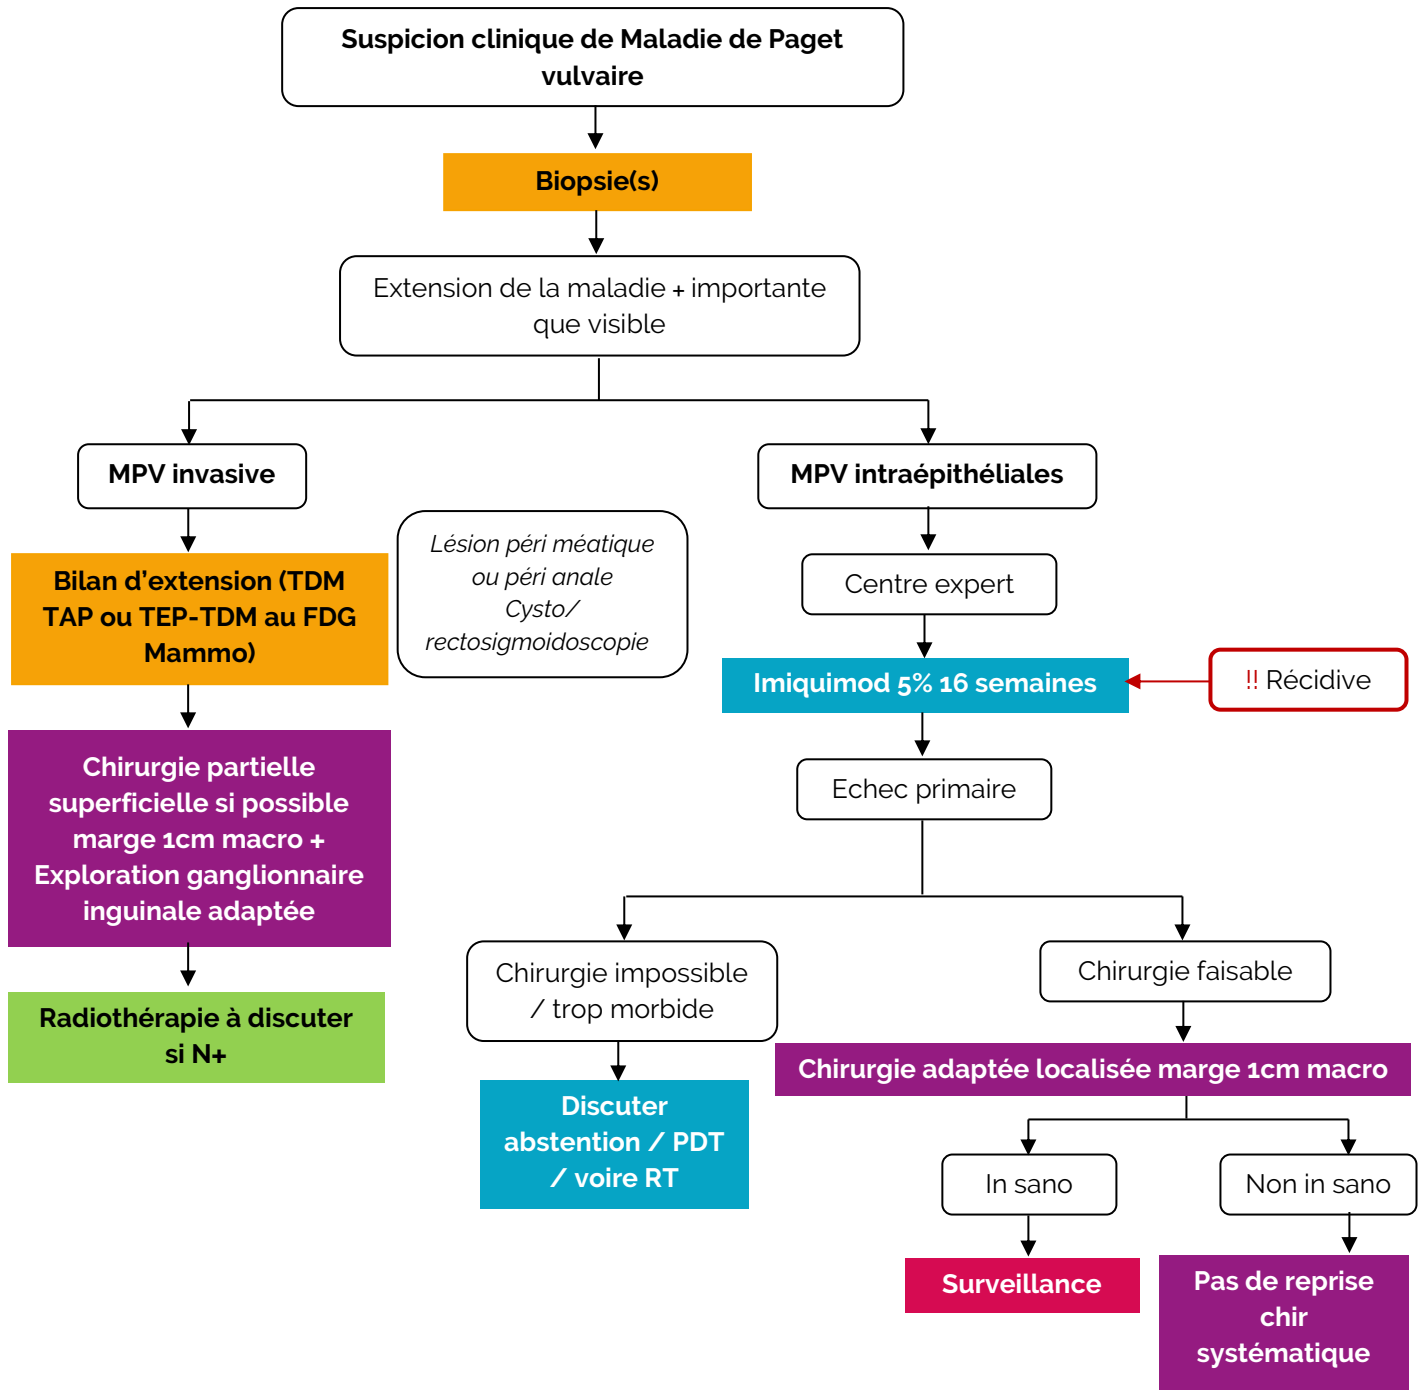 Suspicion clinique de Maladie de Paget
vulvaire
Biopsie(s)
Extension de la maladie + importante
que visible
MPV invasive
Bilan d'extension (TDM
TAP ou TEP-TDM au FDG
Mammo)
Chirurgie partielle
superficielle si possible
marge 1cm macro +
Exploration ganglionnaire
inguinale adaptée
Radiothérapie à discuter
si N+
Lésion péri méatique
ou péri anale
Cysto/
rectosigmoidoscopie
MPV intraépithéliales
Centre expert
Imiquimod 5% 16 semaines
!! Récidive
Echec primaire
Chirurgie impossible
/ trop morbide
Discuter
abstention / PDT
/ voire RT
Chirurgie faisable
Chirurgie adaptée localisée marge 1cm macro
In sano
Surveillance
Non in sano
Pas de reprise
chir
systématique